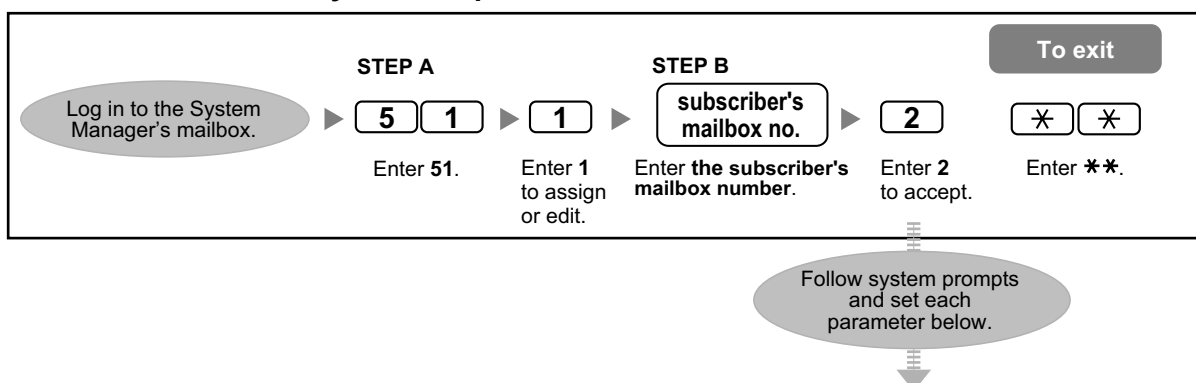 To exit
STEP A
STEP B
Log in to the System
Manager's mailbox.
5 1
1
subscriber's
mailbox no.
2
* *
Enter 51.
Enter 1
to assign
or edit.
Enter the subscriber's
mailbox number.
Enter 2
to accept.
Enter **.
Follow system prompts
and set each
parameter below.